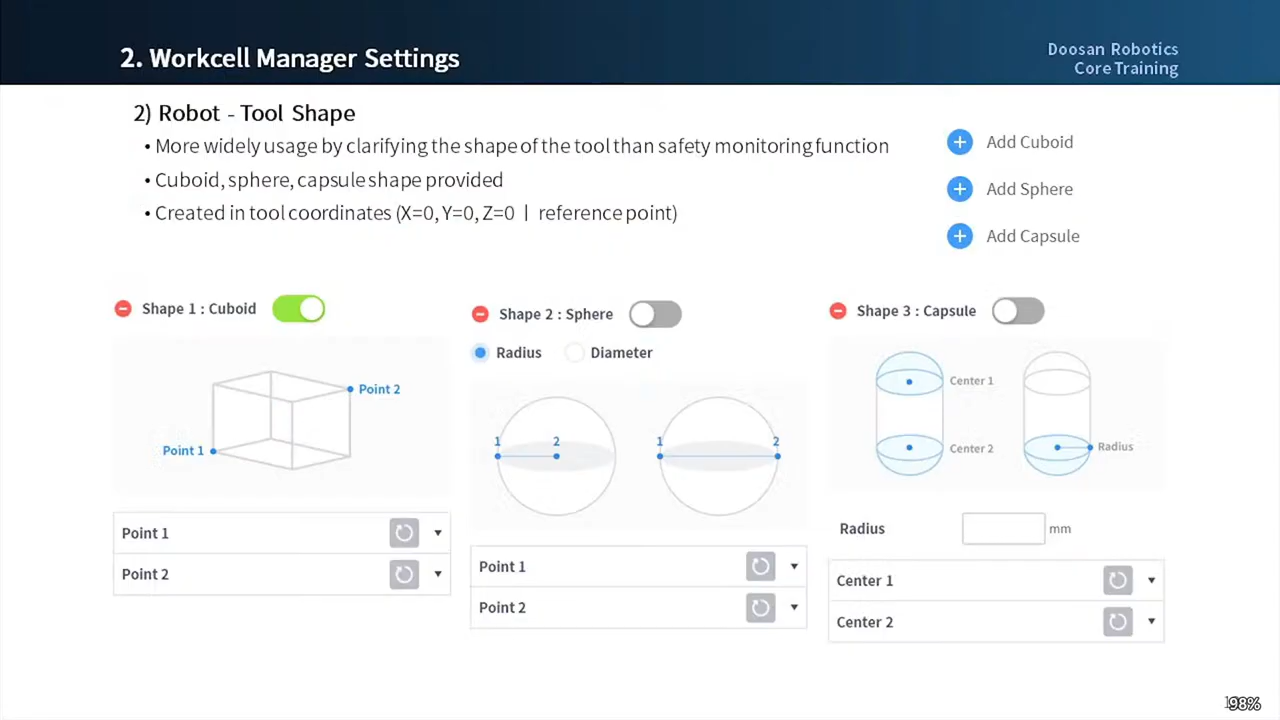 2. Workcell Manager Settings
Doosan Robotics
Core Training
2) Robot - Tool Shape
• More widely usage by clarifying the shape of the tool than safety monitoring function
• Cuboid, sphere, capsule shape provided
• Created in tool coordinates (X=0, Y=0, Z=0 | reference point)
Add Cuboid
Add Sphere
Add Capsule
Shape 1 : Cuboid
Point 2
Point 1
Point 1
Point 2
Shape 2 : Sphere
Radius Diameter
1 2 1 2
Point 1
Point 2
Shape 3 : Capsule
Center 1
Center 2 Radius
Radius mm
Center 1
Center 2
98%